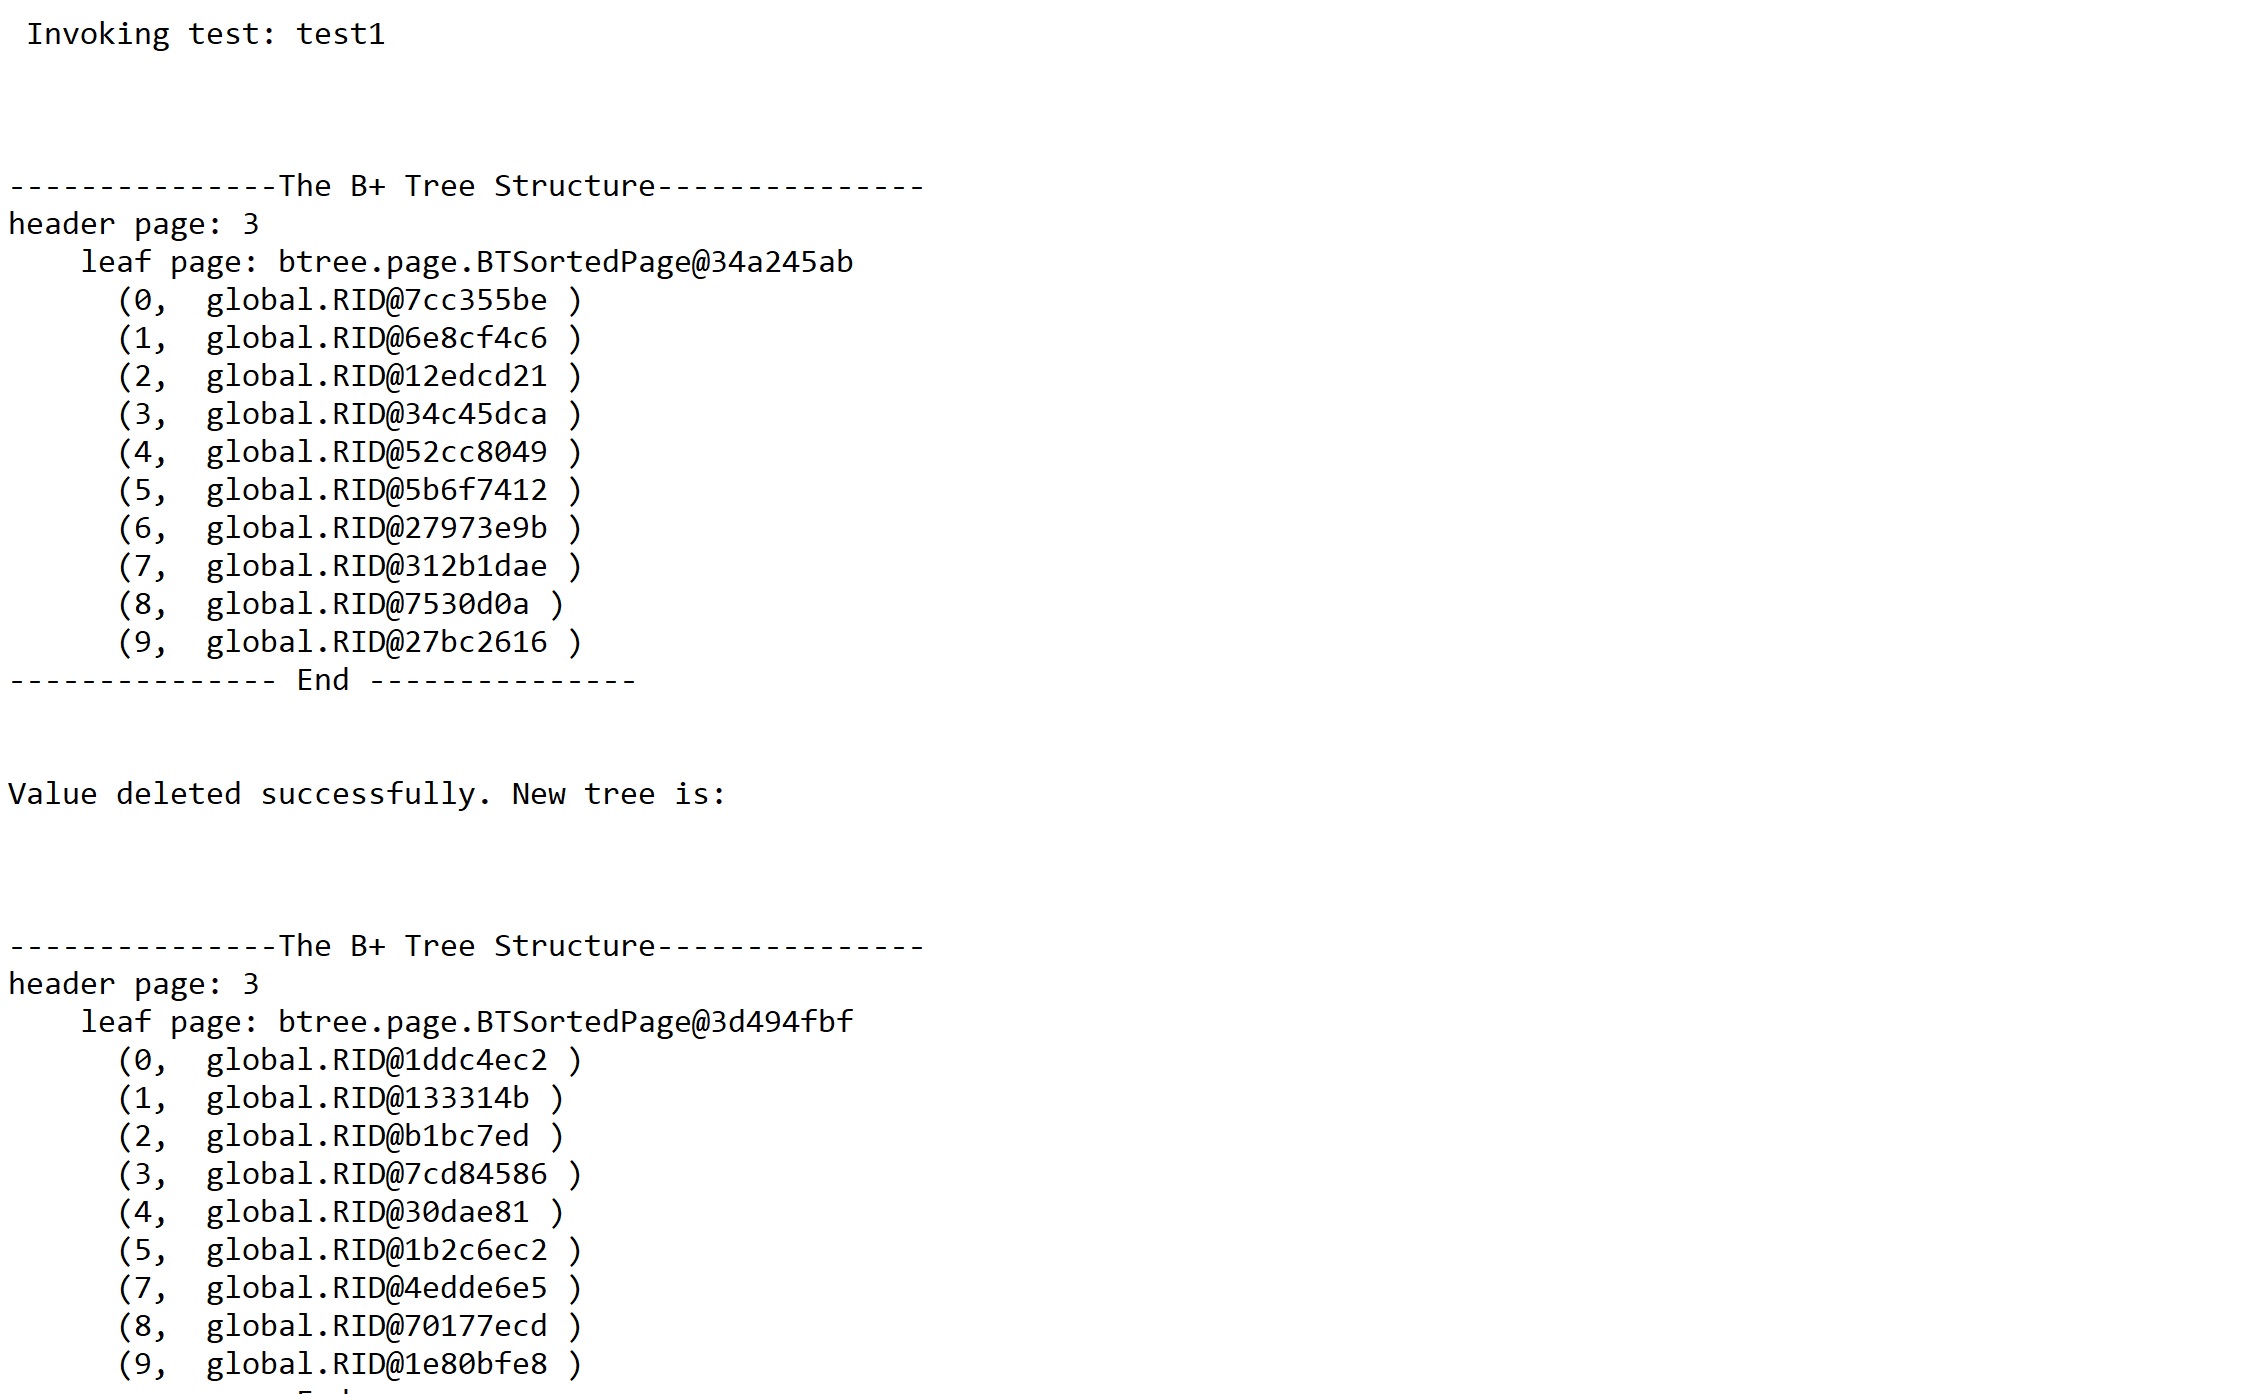 Invoking test: test1
---------------The B+ Tree Structure---------------
header page: 3
leaf page: btree.page.BTSortedPage@34a245ab
(0,  global.RID@7cc355be )
(1,  global.RID@6e8cf4c6 )
(2,  global.RID@12edcd21 )
(3,  global.RID@34c45dca )
(4,  global.RID@52cc8049 )
(5,  global.RID@5b6f7412 )
(6,  global.RID@27973e9b )
(7,  global.RID@312b1dae )
(8,  global.RID@7530d0a )
(9,  global.RID@27bc2616 )
--------------- End ---------------
Value deleted successfully. New tree is:
---------------The B+ Tree Structure---------------
header page: 3
leaf page: btree.page.BTSortedPage@3d494fbf
(0,  global.RID@1ddc4ec2 )
(1,  global.RID@133314b )
(2,  global.RID@b1bc7ed )
(3,  global.RID@7cd84586 )
(4,  global.RID@30dae81 )
(5,  global.RID@1b2c6ec2 )
(7,  global.RID@4edde6e5 )
(8,  global.RID@70177ecd )
(9,  global.RID@1e80bfe8 )